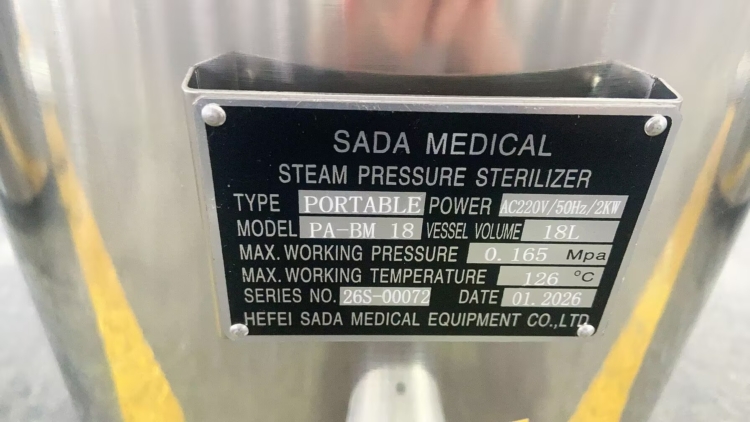 SADA MEDICAL
STEAM PRESSURE STERILIZER
TYPE PORTABLE POWER AC220V/50Hz/2KW
MODEL PA-BM 18 VESSEL VOLUME 18L
MAX. WORKING PRESSURE 0.165 Mpa
MAX. WORKING TEMPERATURE 126 °C
SERIES NO. 26S-00072 DATE 01.2026
HEFEI SADA MEDICAL EQUIPMENT CO.,LTD